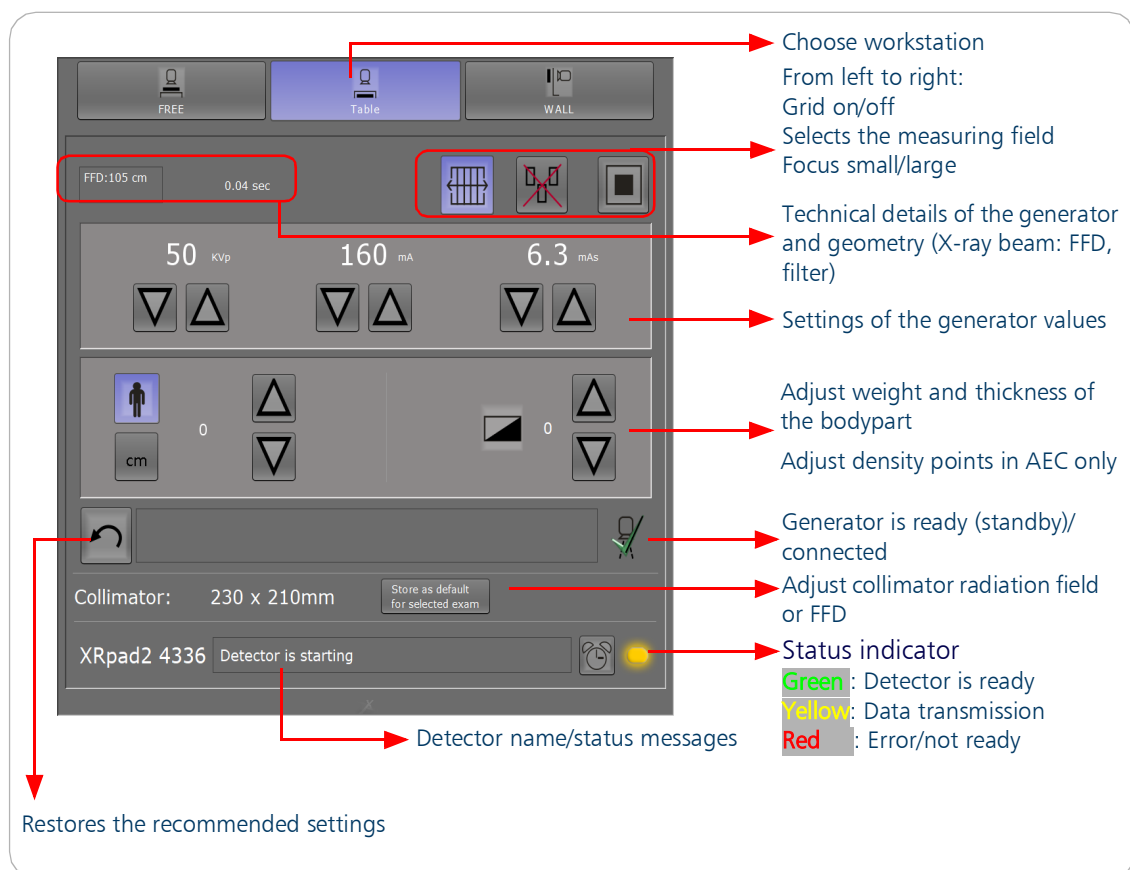 Choose workstation
From left to right:
Grid on/off
Selects the measuring field
Focus small/large
FREE
Table
WALL
FFD:105 cm
0.04 sec
Technical details of the generator
and geometry (X-ray beam: FFD,
filter)
50 KVp
160 mA
6.3 mAs
Settings of the generator values
0
cm
0
Adjust weight and thickness of
the bodypart
Adjust density points in AEC only
Generator is ready (standby)/
connected
Collimator: 230 x 210mm
Store as default
for selected exam
Adjust collimator radiation field
or FFD
XRpad2 4336
Detector is starting
Status indicator
Green : Detector is ready
Yellow: Data transmission
Red : Error/not ready
x
Detector name/status messages
Restores the recommended settings